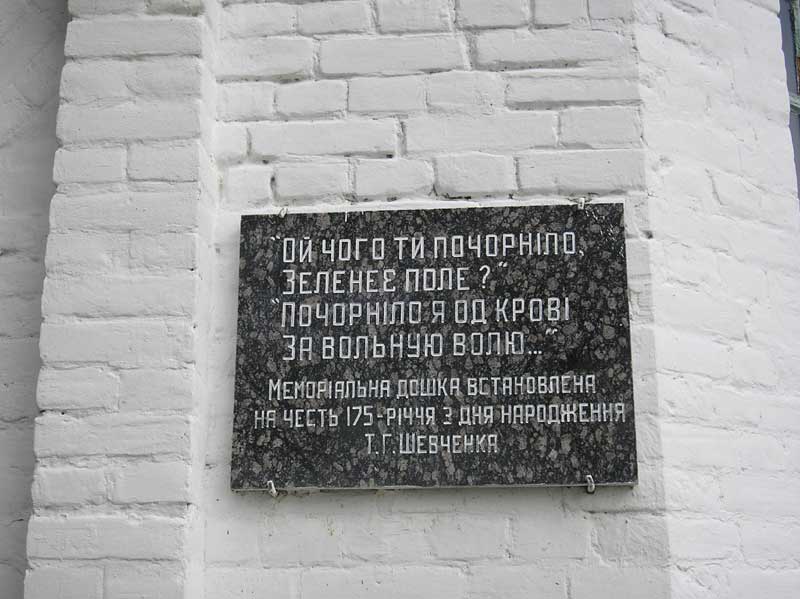 "ОЙ ЧОГО ТИ ПОЧОРНІЛО,
ЗЕЛЕНЕЄ ПОЛЕ?"
"ПОЧОРНІЛО Я ОД КРОВІ
ЗА ВОЛЬНУЮ ВОЛЮ..."
МЕМОРІАЛЬНА ДОШКА ВСТАНОВЛЕНА
НА ЧЕСТЬ 175-РІЧЧЯ З ДНЯ НАРОДЖЕННЯ
Т.Г. ШЕВЧЕНКА